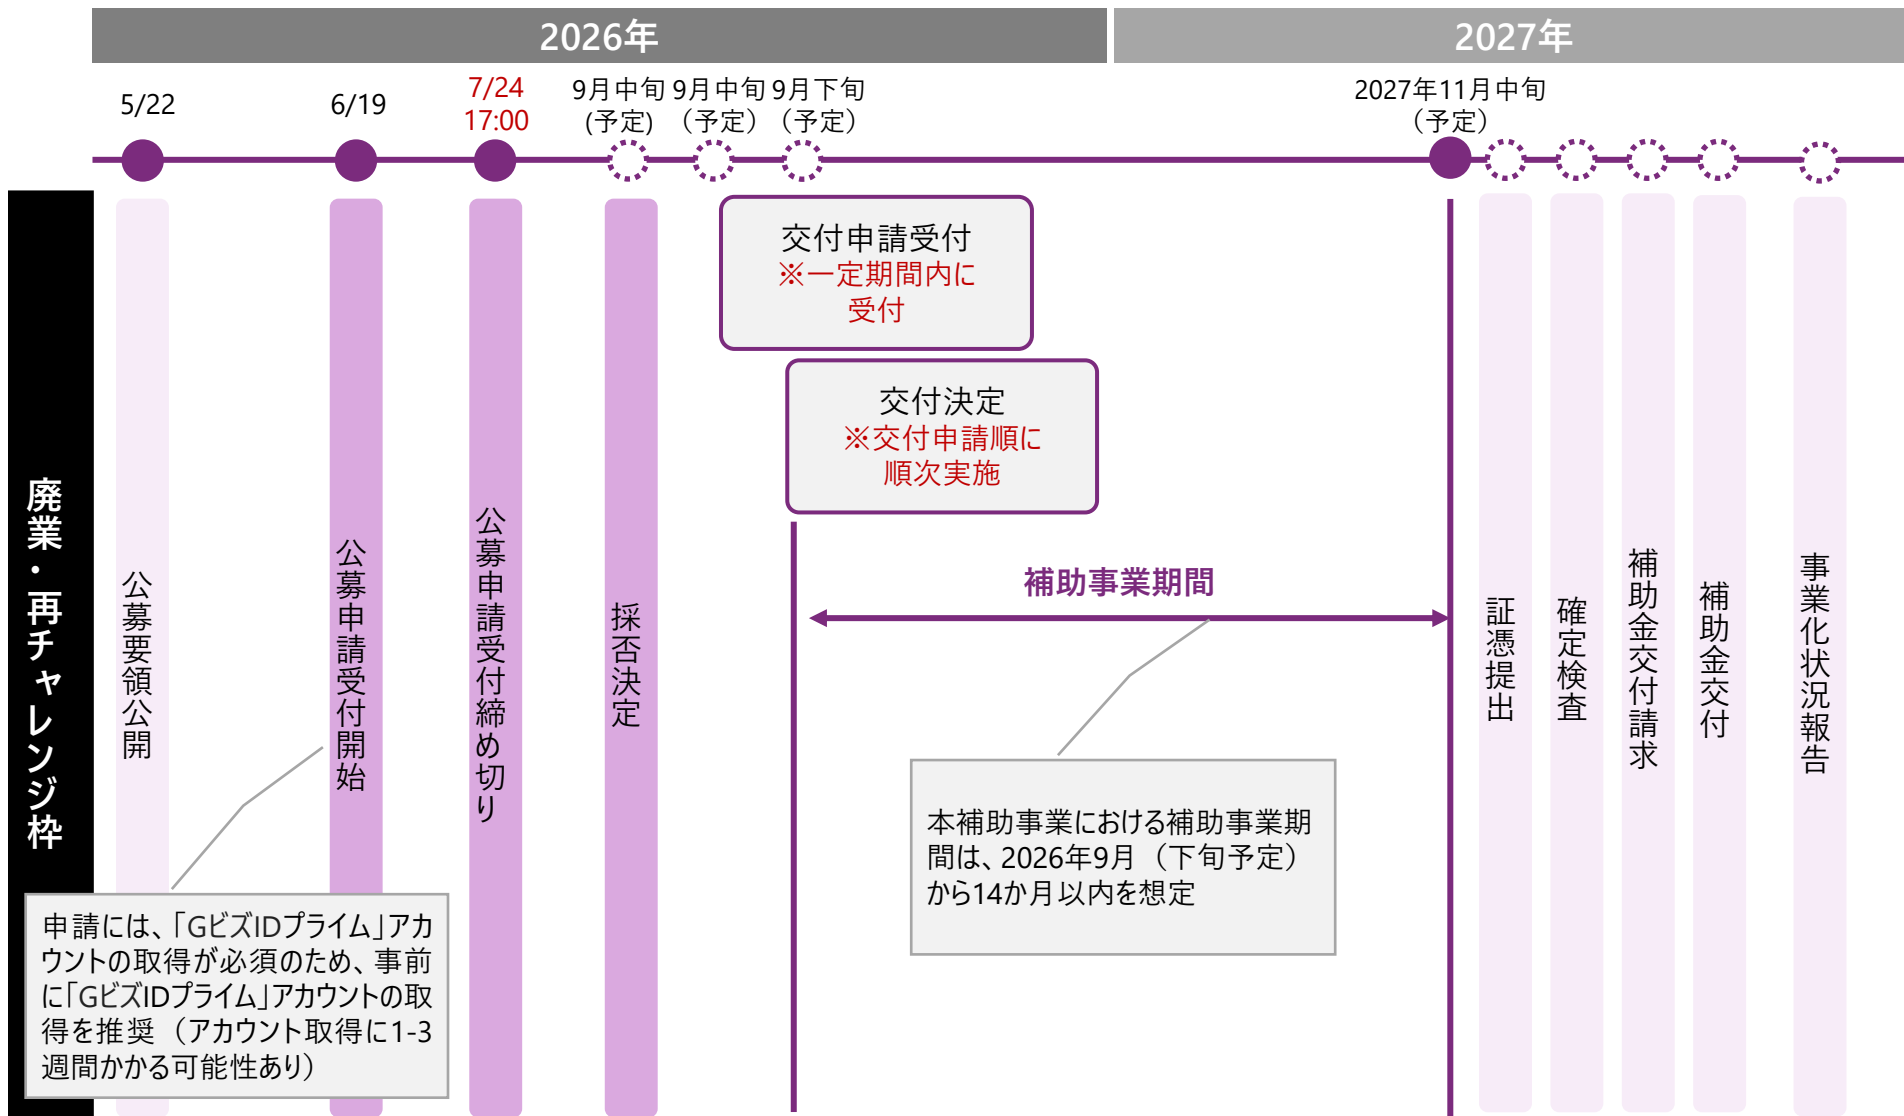 2026年
2027年
5/22
6/19
7/24
17:00
9月中旬
(予定)
9月中旬
（予定）
9月下旬
（予定）
2027年11月中旬
（予定）
廃業・再チャレンジ枠
公募要領公開
公募申請受付開始
公募申請受付締め切り
採否決定
交付申請受付
※一定期間内に
受付
交付決定
※交付申請順に
順次実施
補助事業期間
証憑提出
確定検査
補助金交付請求
補助金交付
事業化状況報告
本補助事業における補助事業期
間は、2026年9月（下旬予定）
から14か月以内を想定
申請には、「GビズIDプライム」アカ
ウントの取得が必須のため、事前
に「GビズIDプライム」アカウントの取
得を推奨（アカウント取得に1-3
週間かかる可能性あり）